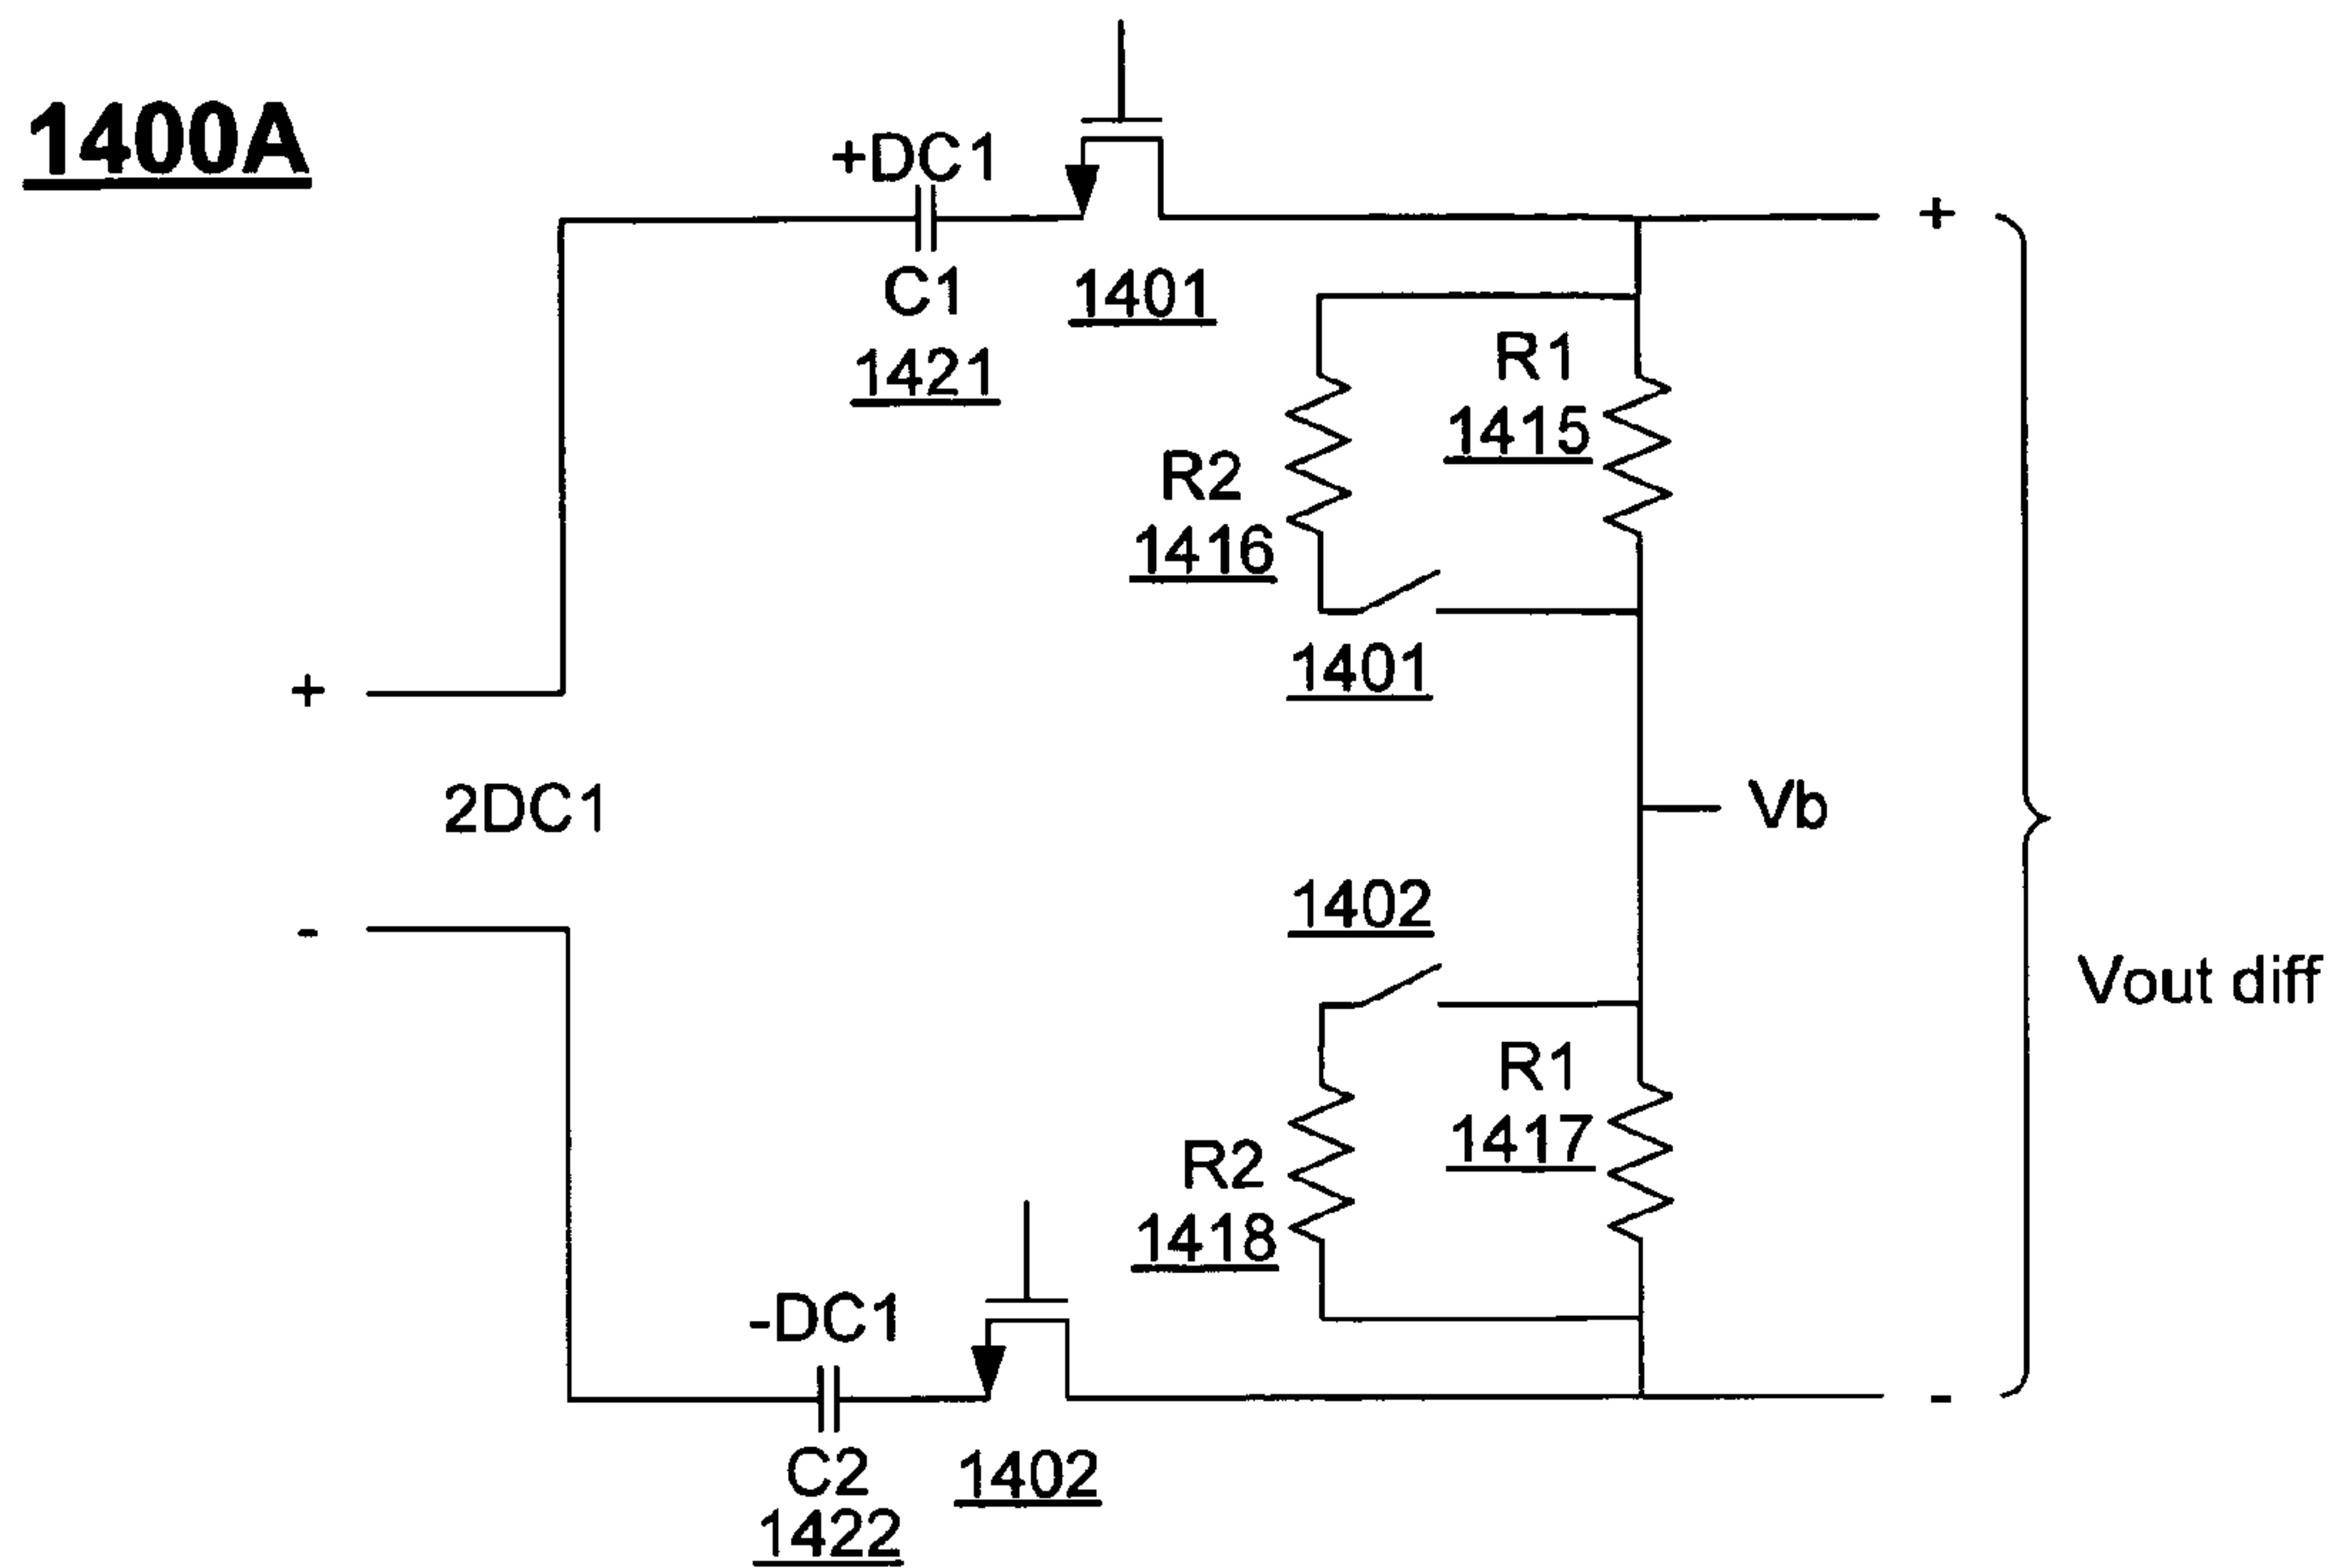 1400A
+DC1
C1
1421
1401
+
R1
1415
R2
1416
1401
+
2DC1
-
Vb
1402
Vout diff
R1
1417
R2
1418
-DC1
C2
1422
1402
-